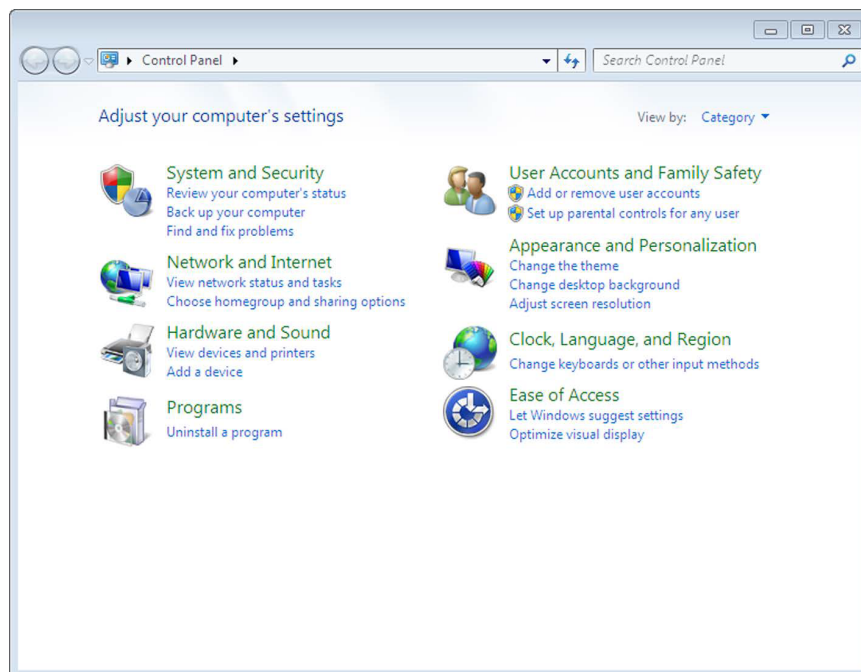 Control Panel
Search Control Panel
Adjust your computer's settings
View by: Category
System and Security
Review your computer's status
Back up your computer
Find and fix problems
Network and Internet
View network status and tasks
Choose homegroup and sharing options
Hardware and Sound
View devices and printers
Add a device
Programs
Uninstall a program
User Accounts and Family Safety
Add or remove user accounts
Set up parental controls for any user
Appearance and Personalization
Change the theme
Change desktop background
Adjust screen resolution
Clock, Language, and Region
Change keyboards or other input methods
Ease of Access
Let Windows suggest settings
Optimize visual display